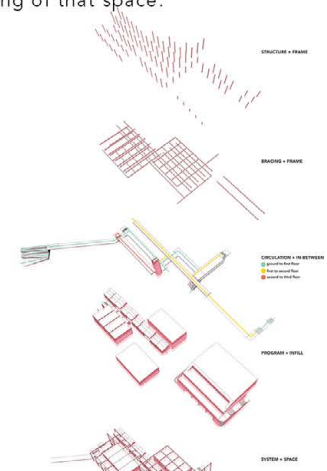 ng of that space.
STRUCTURE + FRAME
BRACING + FRAME
CIRCULATION + IN-BETWEEN
ground to first floor
first to second floor
second to third floor
PROGRAM + INFILL
SYSTEM + SPACE